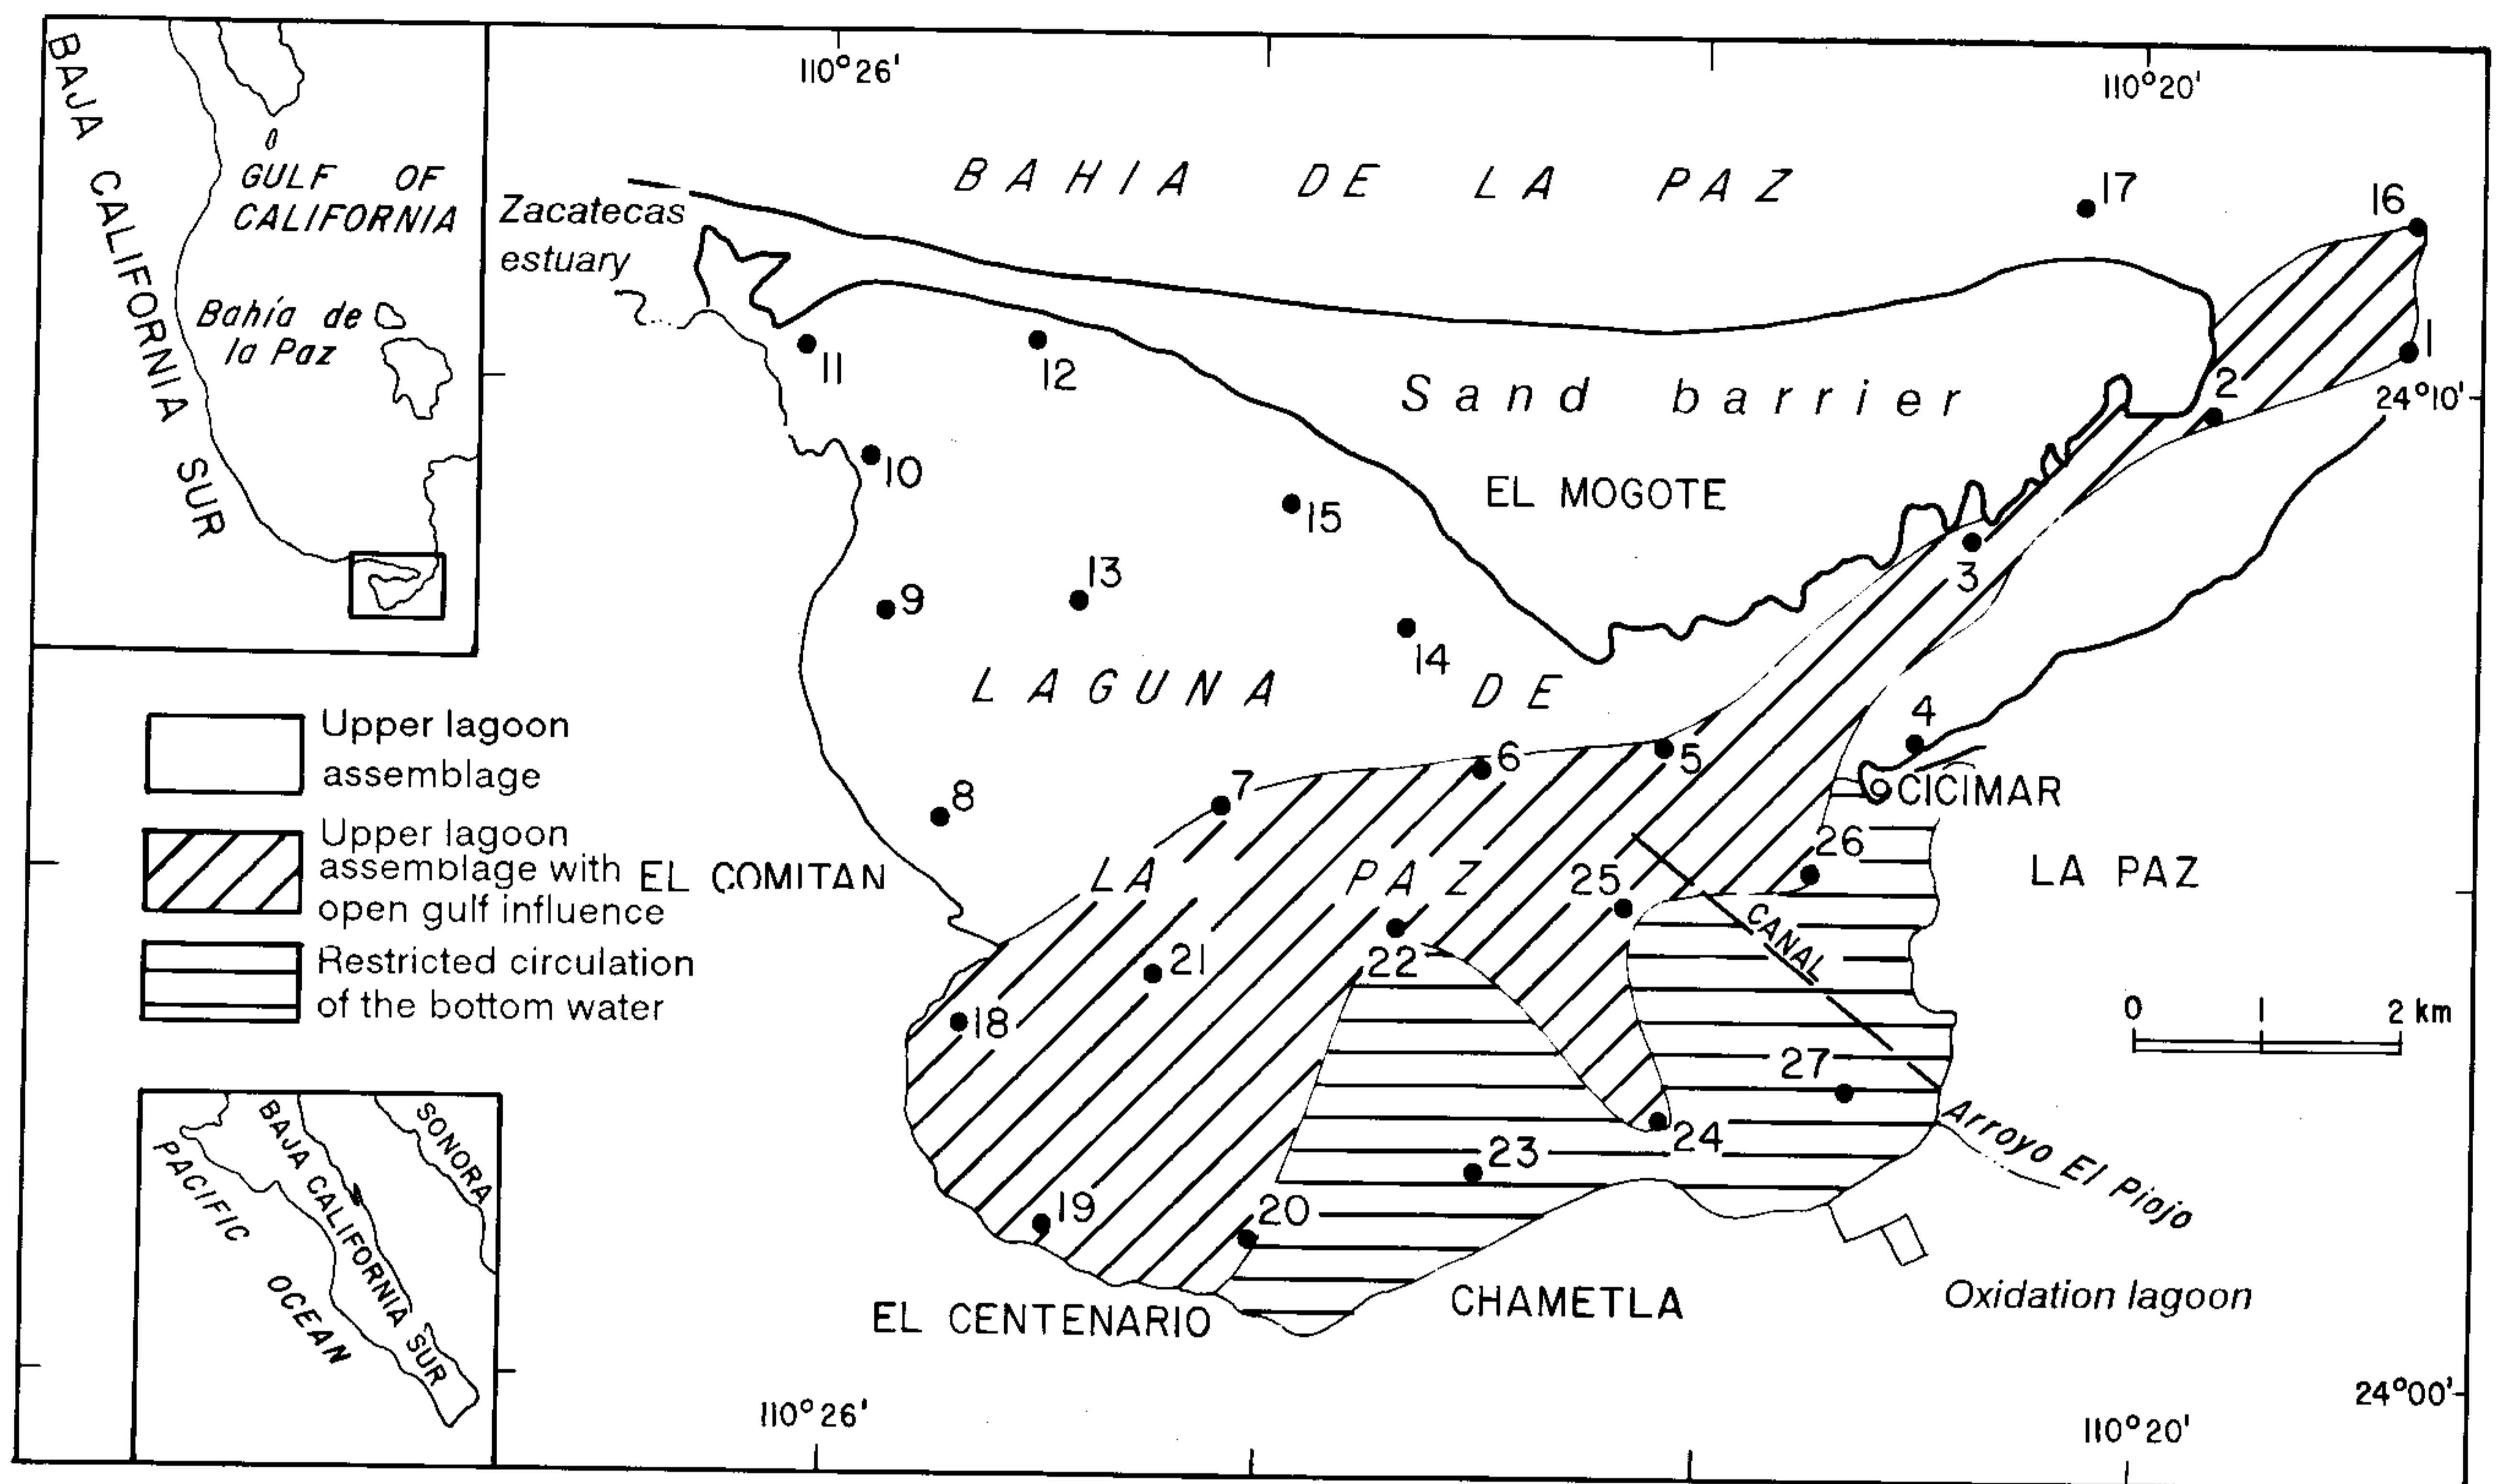 110°26'
110°20'
BAJA CALIFORNIA SUR
GULF OF
CALIFORNIA
Bahía de
la Paz
BAHIA DE LA PAZ
Zacatecas
estuary
17
16
1
2
24°10'
11
12
Sand barrier
10
15
EL MOGOTE
3
9
13
14
LAGUNA DE
4
5
6
7
8
CICIMAR
26
LA PAZ
Upper lagoon
assemblage
Upper lagoon
assemblage with
open gulf influence
Restricted circulation
of the bottom water
EL COMITAN
LA PAZ
25
CANAL
21
22
18
0 1 2 km
27
24
23
19
20
Arroyo El Piojo
Oxidation lagoon
EL CENTENARIO
CHAMETLA
PACIFIC
OCEAN
BAJA CALIFORNIA SUR
SONORA
24°00'
110°26'
110°20'